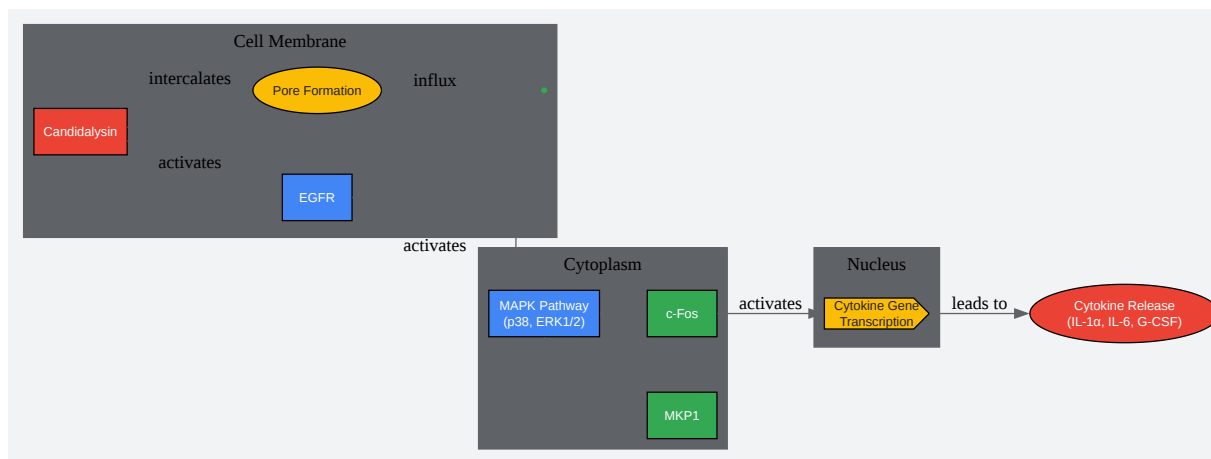 Cell Membrane
intercalates
Pore Formation
influx
Candidalysin
activates
EGFR
activates
Cytoplasm
MAPK Pathway
(p38, ERK1/2)
c-Fos
MKP1
activates
Nucleus
Cytokine Gene
Transcription
leads to
Cytokine Release
(IL-1α, IL-6, G-CSF)